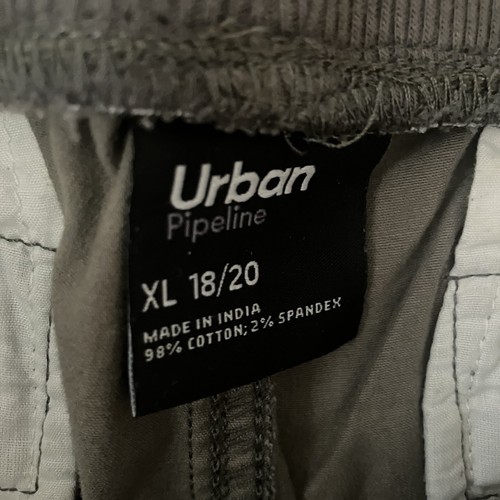 Urban
Pipeline
XL 18/20
MADE IN INDIA
98% COTTON; 2% SPANDEX